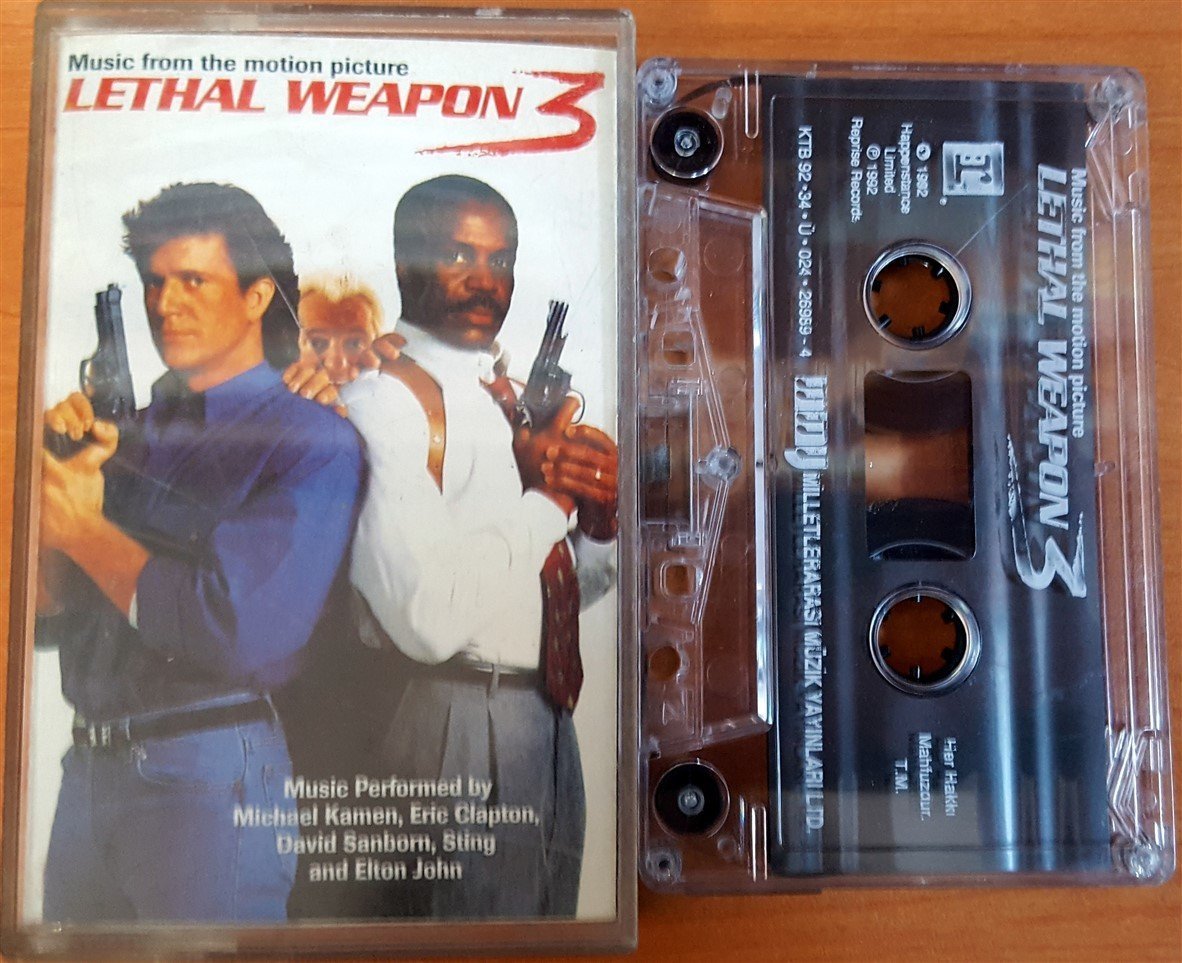 Music from the motion picture
LETHAL WEAPON 3
Music Performed by
Michael Kamen, Eric Clapton,
David Sanborn, Sting
and Elton John
Music from the motion picture
LETHAL WEAPON 3
℗ 1992
Happenstance
Limited
℗ 1992
Reprise Records
KTB 92 - 34 • Ü • 024 • 26989 - 4
MİLLETLERARASI MÜZİK YAYINLARI LTD.
Her Hakkı
Mahfuzdur.
T.M.